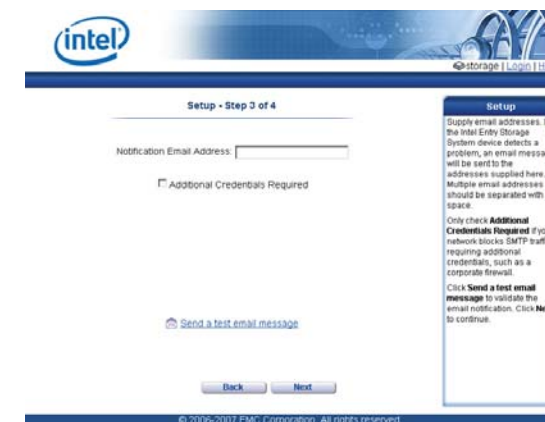 intel
storage | Login | H
Setup - Step 3 of 4
Notification Email Address:
Additional Credentials Required
Send a test email message
Back Next
Setup
Supply email addresses.
the Intel Entry Storage
System device detects a
problem, an email messa
will be sent to the
addresses supplied here.
Multiple email addresses
should be separated with
space.
Only check Additional
Credentials Required if yo
network blocks SMTP traff
requiring additional
credentials, such as a
corporate firewall.
Click Send a test email
message to validate the
email notification. Click Ne
to continue.
© 2006-2007 EMC Corporation. All rights reserved.